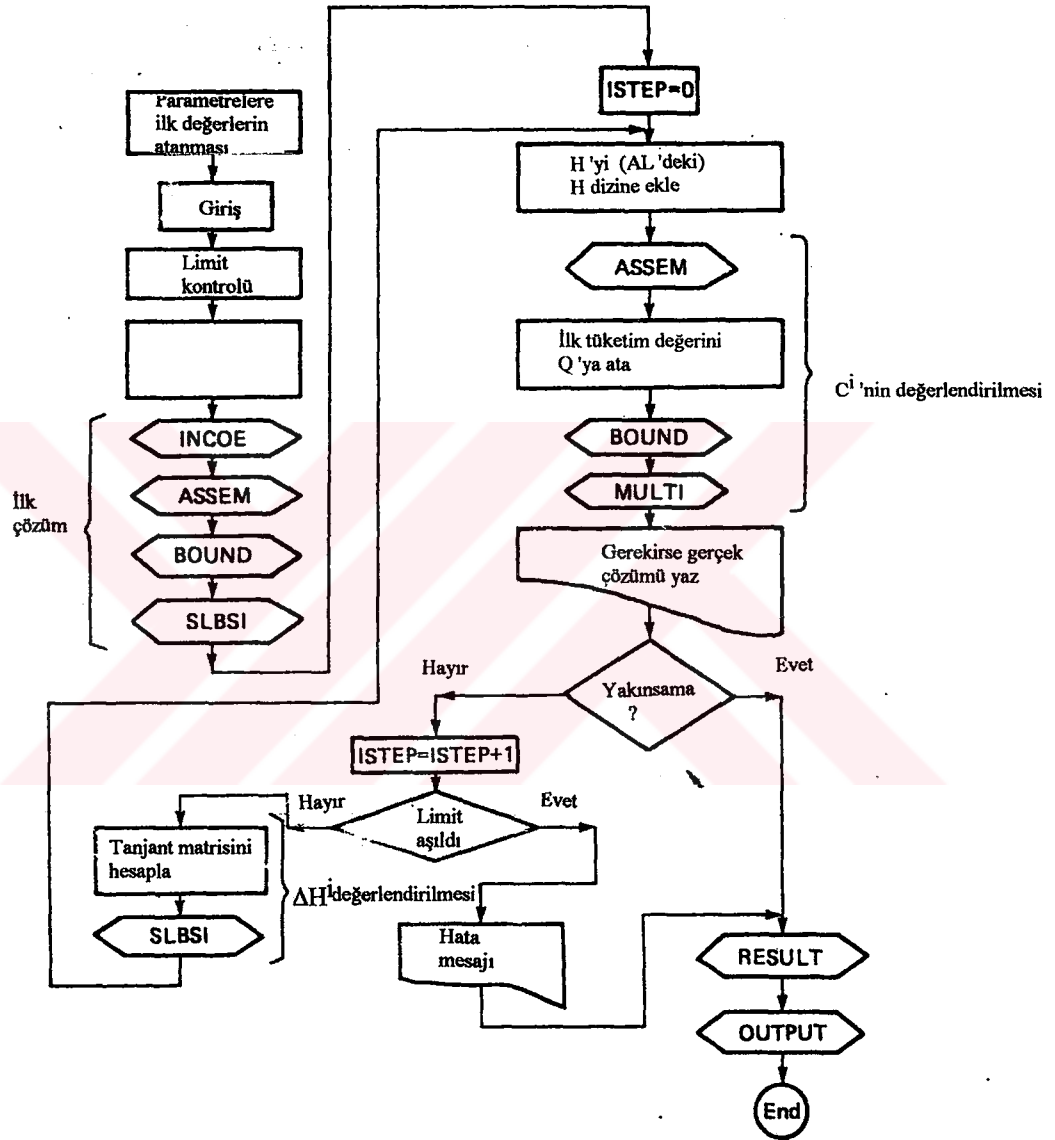 Parametrelere
ilk değerlerin
atanması
Giriş
Limit
kontrolü
İlk
çözüm
INCOE
ASSEM
BOUND
SLBSI
ISTEP=0
H 'yi (AL 'deki)
H dizine ekle
ASSEM
İlk tüketim değerini
Q 'ya ata
BOUND
MULTI
Cⁱ 'nin değerlendirilmesi
Gerekirse gerçek
çözümü yaz
Yakınsama
?
Hayır
Evet
ISTEP=ISTEP+1
Limit
aşıldı
Hayır
Evet
Tanjant matrisini
hesapla
SLBSI
ΔHⁱdeğerlendirilmesi
Hata
mesajı
RESULT
OUTPUT
End